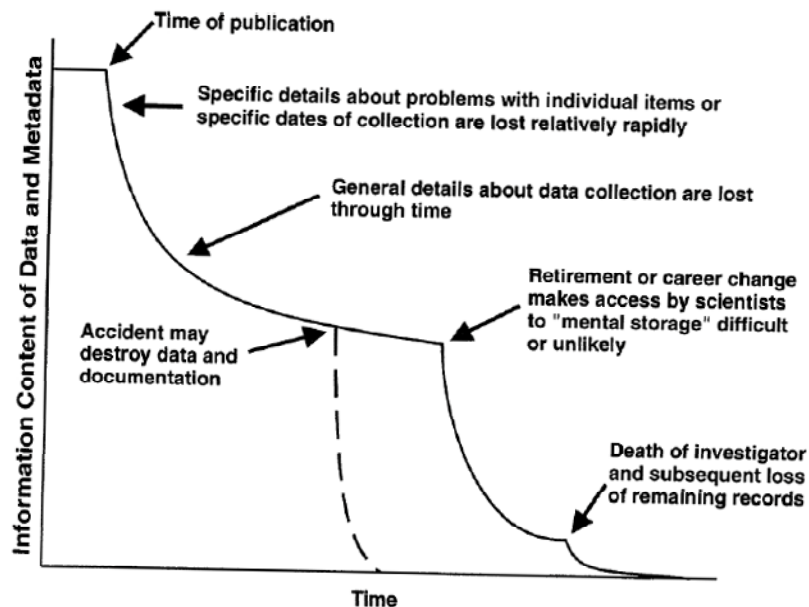 Time of publication
Specific details about problems with individual items or
specific dates of collection are lost relatively rapidly
General details about data collection are lost
through time
Retirement or career change
makes access by scientists
to "mental storage" difficult
or unlikely
Accident may
destroy data and
documentation
Death of investigator
and subsequent loss
of remaining records
Information Content of Data and Metadata
Time